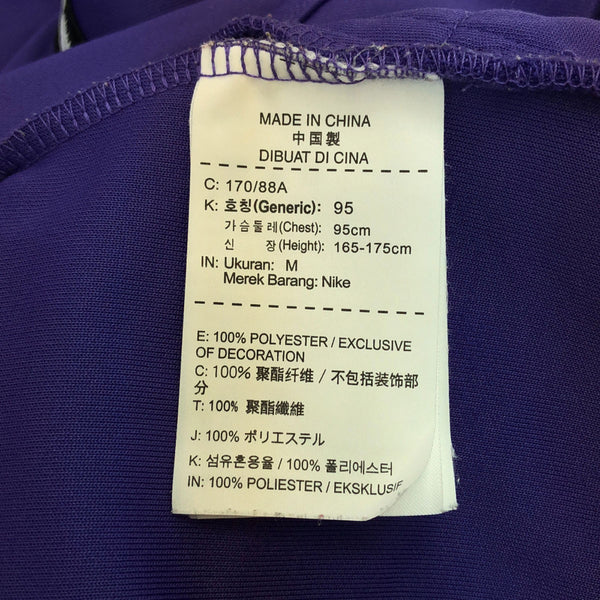 MADE IN CHINA
中国製
DIBUAT DI CINA
C: 170/88A
K: 호칭(Generic): 95
가슴둘레(Chest): 95cm
신 장(Height): 165-175cm
IN: Ukuran: M
Merek Barang: Nike
E: 100% POLYESTER / EXCLUSIVE
OF DECORATION
C: 100% 聚酯纤维 / 不包括装饰部
分
T: 100% 聚酯纖維
J: 100% ポリエステル
K: 섬유혼용율 / 100% 폴리에스터
IN: 100% POLIESTER / EKSKLUSIF